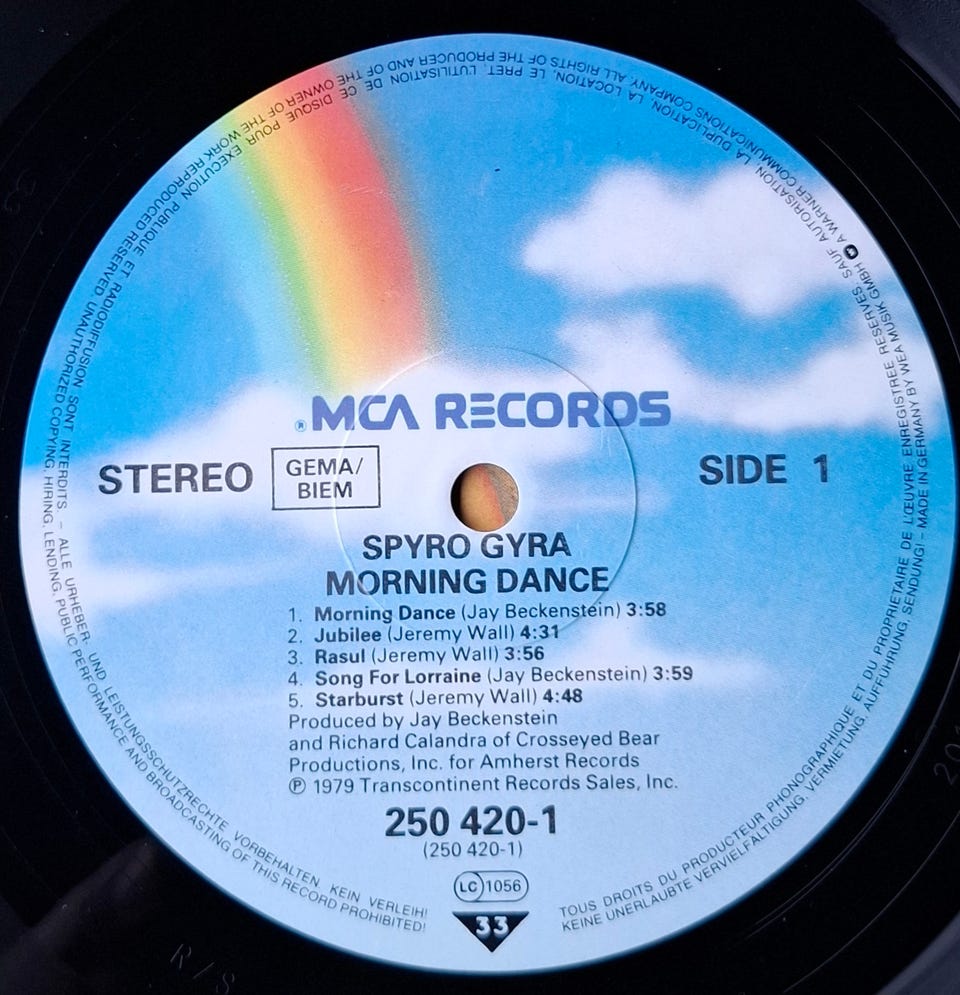 ® MCA RECORDS
STEREO
GEMA/
BIEM
SIDE 1
SPYRO GYRA
MORNING DANCE
1. Morning Dance (Jay Beckenstein) 3:58
2. Jubilee (Jeremy Wall) 4:31
3. Rasul (Jeremy Wall) 3:56
4. Song For Lorraine (Jay Beckenstein) 3:59
5. Starburst (Jeremy Wall) 4:48
Produced by Jay Beckenstein
and Richard Calandra of Crosseyed Bear
Productions, Inc. for Amherst Records
℗ 1979 Transcontinent Records Sales, Inc.
250 420-1
(250 420-1)
LC 1056
33
TOUS DROITS DU PRODUCTEUR PHONOGRAPHIQUE ET DU PROPRIETAIRE DE L'ŒUVRE ENREGISTREE RESERVES SAUF AUTORISATION, LA DUPLICATION, LA LOCATION, LE PRET, L'UTILISATION DE CE DISQUE POUR EXECUTION PUBLIQUE ET RADIODIFFUSION SONT INTERDITS. – ALLE URHEBER- UND LEISTUNGSSCHUTZRECHTE VORBEHALTEN. KEIN VERLEIH!
KEINE UNERLAUBTE VERVIELFÄLTIGUNG, VERMIETUNG, AUFFÜHRUNG, SENDUNG! – MADE IN GERMANY BY WEA MUSIK GMBH A WARNER COMMUNICATIONS COMPANY. ALL RIGHTS OF THE PRODUCER AND OF THE OWNER OF THE WORK REPRODUCED RESERVED. UNAUTHORIZED COPYING, HIRING, LENDING, PUBLIC PERFORMANCE AND BROADCASTING OF THIS RECORD PROHIBITED!
R/S